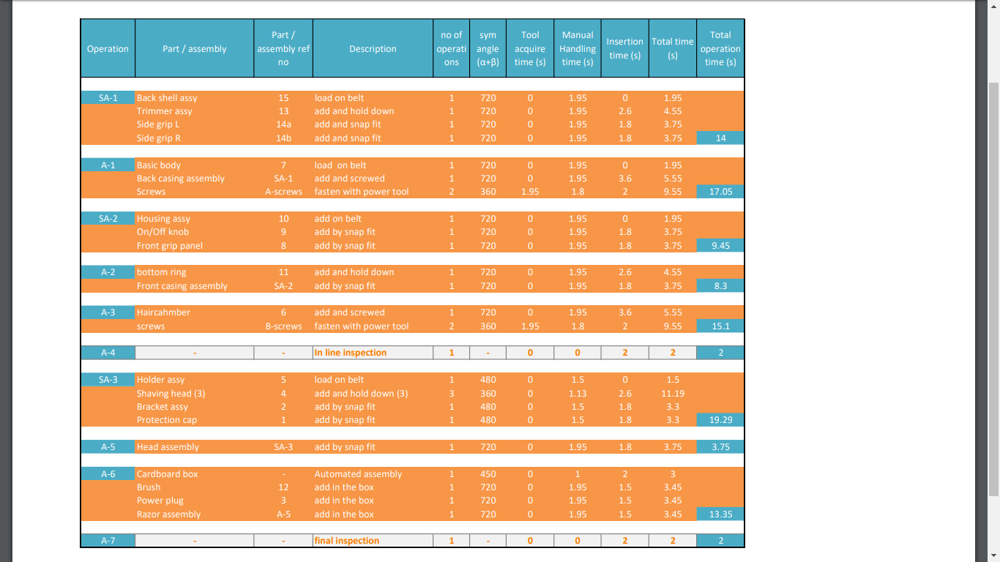 Operation Part / assembly Part / assembly ref no Description no of operati ons sym angle (α+β) Tool acquire time (s) Manual Handling time (s) Insertion time (s) Total time (s) Total operation time (s)
SA-1 Back shell assy 15 load on belt 1 720 0 1.95 0 1.95
Trimmer assy 13 add and hold down 1 720 0 1.95 2.6 4.55
Side grip L 14a add and snap fit 1 720 0 1.95 1.8 3.75
Side grip R 14b add and snap fit 1 720 0 1.95 1.8 3.75 14
A-1 Basic body 7 load on belt 1 720 0 1.95 0 1.95
Back casing assembly SA-1 add and screwed 1 720 0 1.95 3.6 5.55
Screws A-screws fasten with power tool 2 360 1.95 1.8 2 9.55 17.05
SA-2 Housing assy 10 add on belt 1 720 0 1.95 0 1.95
On/Off knob 9 add by snap fit 1 720 0 1.95 1.8 3.75
Front grip panel 8 add by snap fit 1 720 0 1.95 1.8 3.75 9.45
A-2 bottom ring 11 add and hold down 1 720 0 1.95 2.6 4.55
Front casing assembly SA-2 add by snap fit 1 720 0 1.95 1.8 3.75 8.3
A-3 Haircahmber 6 add and screwed 1 720 0 1.95 3.6 5.55
screws B-screws fasten with power tool 2 360 1.95 1.8 2 9.55 15.1
A-4 - - In line inspection 1 - 0 0 2 2 2
SA-3 Holder assy 5 load on belt 1 480 0 1.5 0 1.5
Shaving head (3) 4 add and hold down (3) 3 360 0 1.13 2.6 11.19
Bracket assy 2 add by snap fit 1 480 0 1.5 1.8 3.3
Protection cap 1 add by snap fit 1 480 0 1.5 1.8 3.3 19.29
A-5 Head assembly SA-3 add by snap fit 1 720 0 1.95 1.8 3.75 3.75
A-6 Cardboard box - Automated assembly 1 450 0 1 2 3
Brush 12 add in the box 1 720 0 1.95 1.5 3.45
Power plug 3 add in the box 1 720 0 1.95 1.5 3.45
Razor assembly A-5 add in the box 1 720 0 1.95 1.5 3.45 13.35
A-7 - - final inspection 1 - 0 0 2 2 2